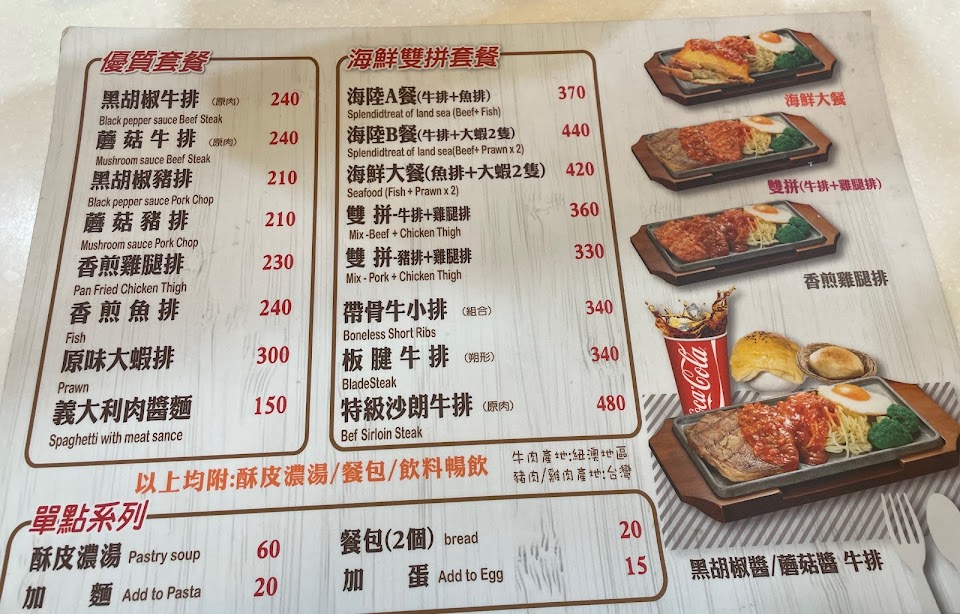 優質套餐
黑胡椒牛排 (原肉) 240
Black pepper sauce Beef Steak
蘑菇牛排 (原肉) 240
Mushroom sauce Beef Steak
黑胡椒豬排 210
Black pepper sauce Pork Chop
蘑菇豬排 210
Mushroom sauce Pork Chop
香煎雞腿排 230
Pan Fried Chicken Thigh
香煎魚排 240
Fish
原味大蝦排 300
Prawn
義大利肉醬麵 150
Spaghetti with meat sance
海鮮雙拼套餐
海陸A餐(牛排+魚排) 370
Splendidtreat of land sea (Beef+ Fish)
海陸B餐(牛排+大蝦2隻) 440
Splendidtreat of land sea(Beef+ Prawn x 2)
海鮮大餐(魚排+大蝦2隻) 420
Seafood (Fish + Prawn x 2)
雙拼-牛排+雞腿排 360
Mix -Beef + Chicken Thigh
雙拼-豬排+雞腿排 330
Mix - Pork + Chicken Thigh
帶骨牛小排 (組合) 340
Boneless Short Ribs
板腱牛排 (朔形) 340
BladeSteak
特級沙朗牛排 (原肉) 480
Bef Sirloin Steak
海鮮大餐
雙拼(牛排+雞腿排)
香煎雞腿排
Coca-Cola
黑胡椒醬/蘑菇醬 牛排
以上均附:酥皮濃湯/餐包/飲料暢飲
牛肉產地:紐澳地區
豬肉/雞肉產地:台灣
單點系列
酥皮濃湯 Pastry soup 60
加麵 Add to Pasta 20
餐包(2個) bread 20
加蛋 Add to Egg 15